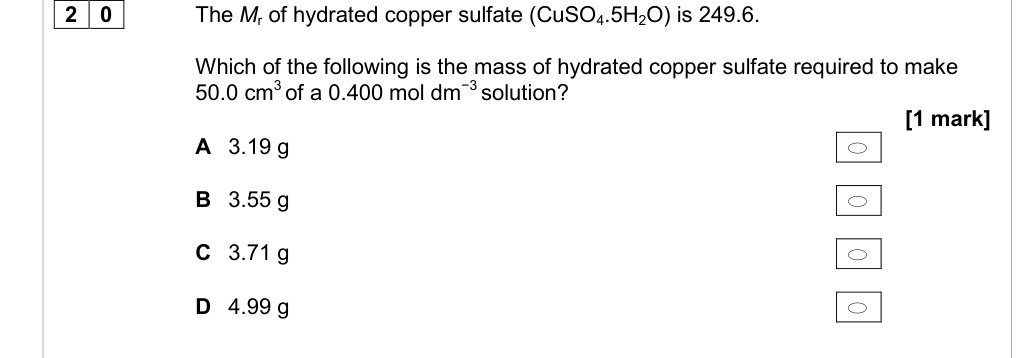 2 0 The Mᵣ of hydrated copper sulfate (CuSO₄.5H₂O) is 249.6.
Which of the following is the mass of hydrated copper sulfate required to make
50.0 cm³ of a 0.400 mol dm⁻³ solution?
[1 mark]
A 3.19 g
B 3.55 g
C 3.71 g
D 4.99 g